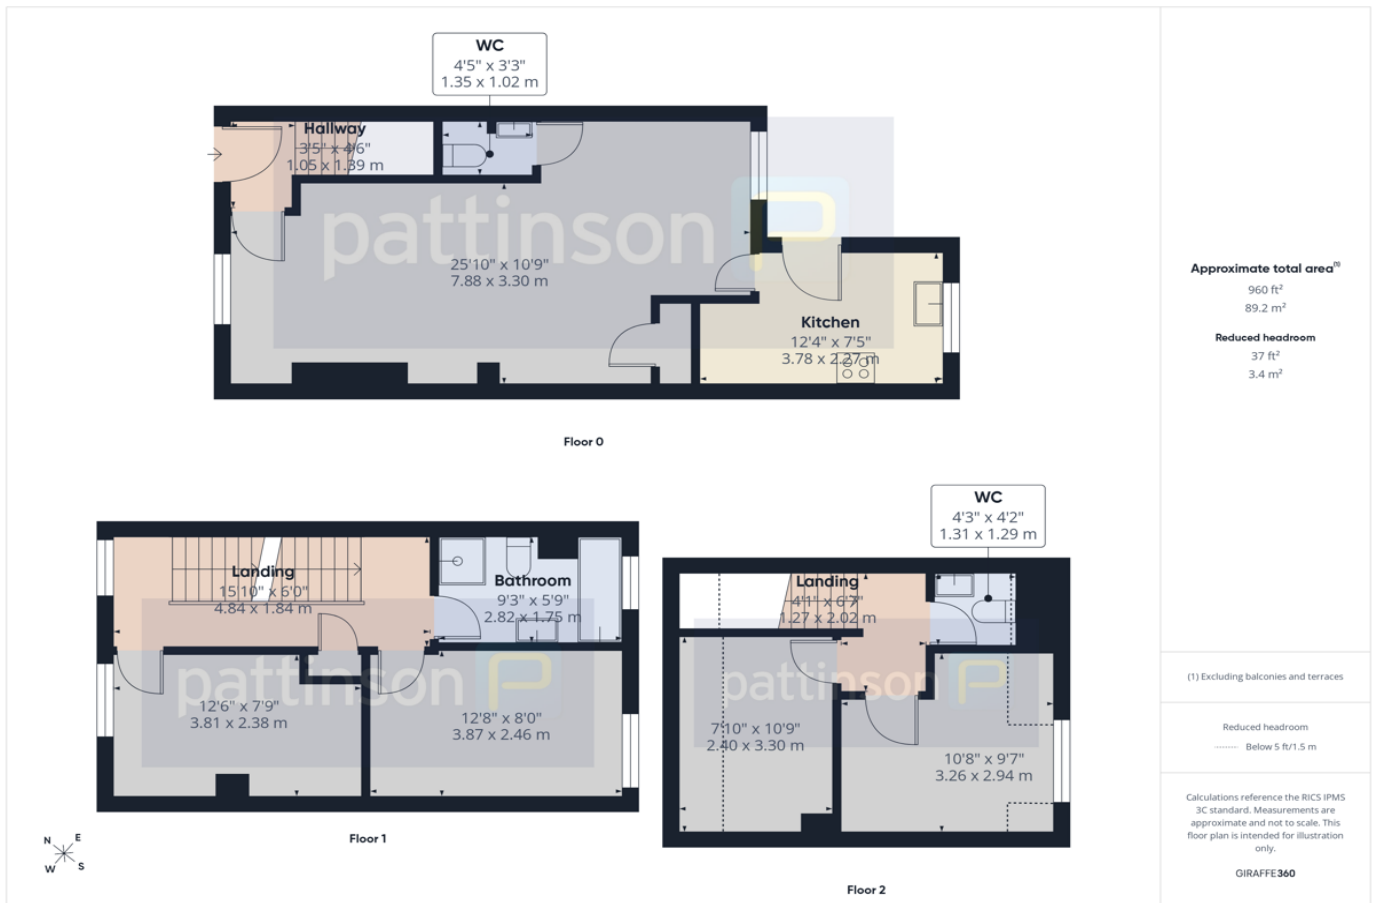 WC
4'5" x 3'3"
1.35 x 1.02 m
Hallway
3'5" x 4'6"
1.05 x 1.39 m
pattinson
25'10" x 10'9"
7.88 x 3.30 m
Kitchen
12'4" x 7'5"
3.78 x 2.27 m
Floor 0
Approximate total area(1)
960 ft²
89.2 m²
Reduced headroom
37 ft²
3.4 m²
WC
4'3" x 4'2"
1.31 x 1.29 m
Landing
15'10" x 6'0"
4.84 x 1.84 m
Bathroom
9'3" x 5'9"
2.82 x 1.75 m
pattinson
12'6" x 7'9"
3.81 x 2.38 m
12'8" x 8'0"
3.87 x 2.46 m
Floor 1
Landing
4'1" x 6'7"
1.27 x 2.02 m
pattinson
7'10" x 10'9"
2.40 x 3.30 m
10'8" x 9'7"
3.26 x 2.94 m
Floor 2
N E
W S
(1) Excluding balconies and terraces
Reduced headroom
Below 5 ft/1.5 m
Calculations reference the RICS IPMS
3C standard. Measurements are
approximate and not to scale. This
floor plan is intended for illustration
only.
GIRAFFE360